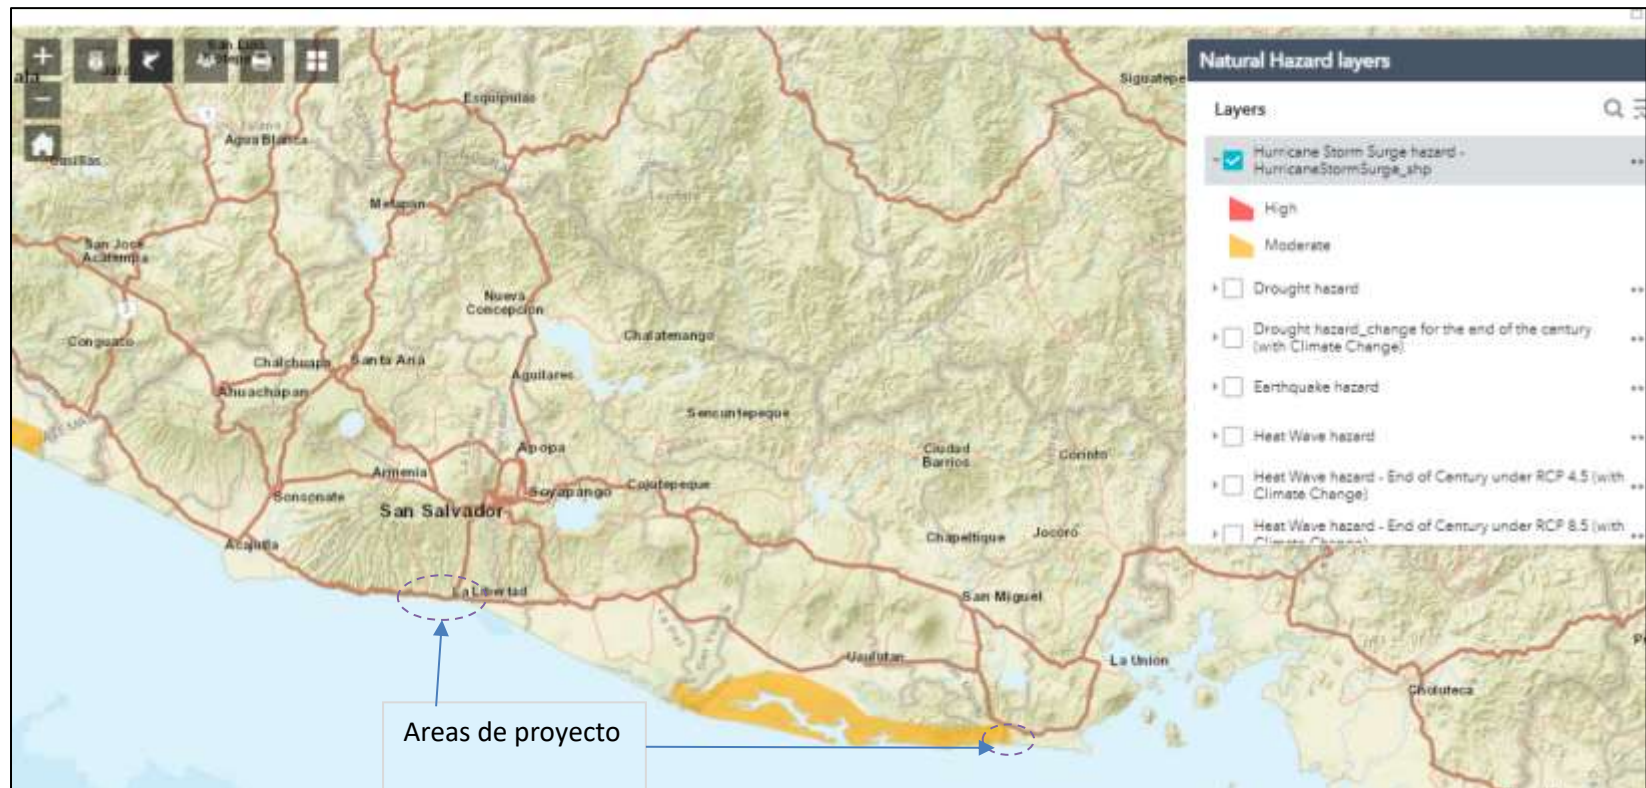 Natural Hazard layers
Layers
Hurricane Storm Surge hazard -
HurricaneStormSurge_shp
High
Moderate
Drought hazard
Drought hazard_change for the end of the century
(with Climate Change)
Earthquake hazard
Heat Wave hazard
Heat Wave hazard - End of Century under RCP 4.5 (with
Climate Change)
Heat Wave hazard - End of Century under RCP 8.5 (with
Climate Change)
Siguatepe
Esquipulas
Agua Blanca
Metapan
San José
Acatempa
Nueva
Concepcion
Conguaco
Chalatenango
Chalchuapa
Santa Ana
Aguilares
Ahuachapan
Sencuntepeque
Apopa
Ciudad
Barrios
Corinto
Armenia
Soyapango
Cojutepeque
Sonsonate
San Salvador
Chapeltique
Jocoro
Acajutla
La Libertad
San Miguel
Usulutan
La Union
Choluteca
Areas de proyecto